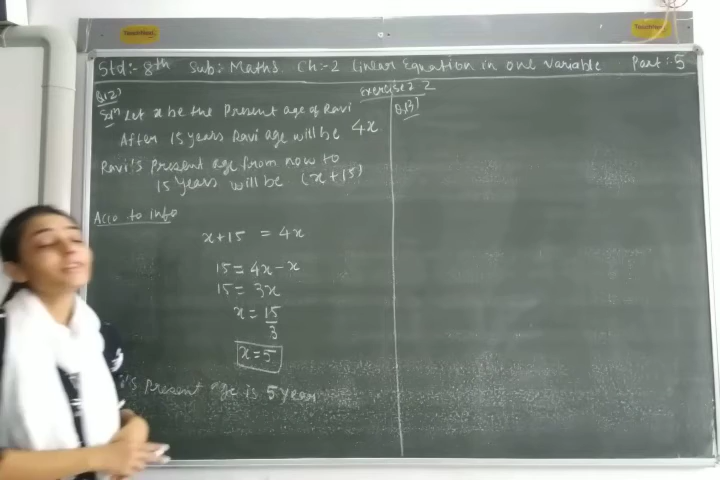 Std:- 8th Sub:- Maths. Ch:-2 Linear Equation in one variable Part:-5
exercise 2.2
Q.12)
Sol^n Let x be the Present age of Ravi
After 15 years Ravi age will be 4x
Ravi's Present age from now to
15 years will be (x+15)
Acco to info
x+15 = 4x
15 = 4x-x
15 = 3x
x = 15/3
x=5
's present age is 5 year
Q.13)